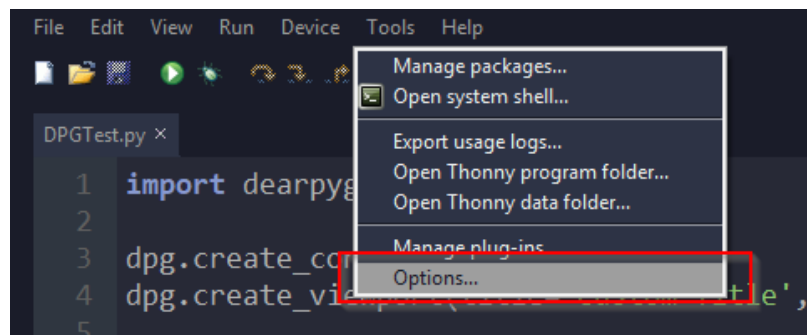 File Edit View Run Device Tools Help
Manage packages...
Open system shell...
DPGTest.py ×
Export usage logs...
Open Thonny program folder...
Open Thonny data folder...
Manage plug-ins
Options...
1 import dearpyg
2
3 dpg.create_con
4 dpg.create_vi title',
5